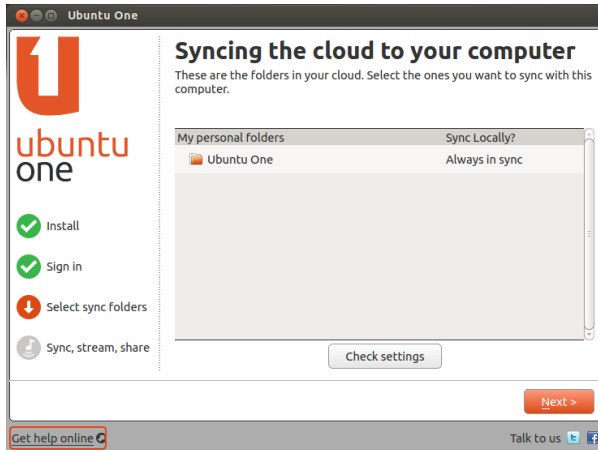 Ubuntu One
ubuntu
one
Install
Sign in
Select sync folders
Sync, stream, share
Syncing the cloud to your computer
These are the folders in your cloud. Select the ones you want to sync with this
computer.
My personal folders Sync Locally?
Ubuntu One Always in sync
Check settings
Next >
Get help online
Talk to us